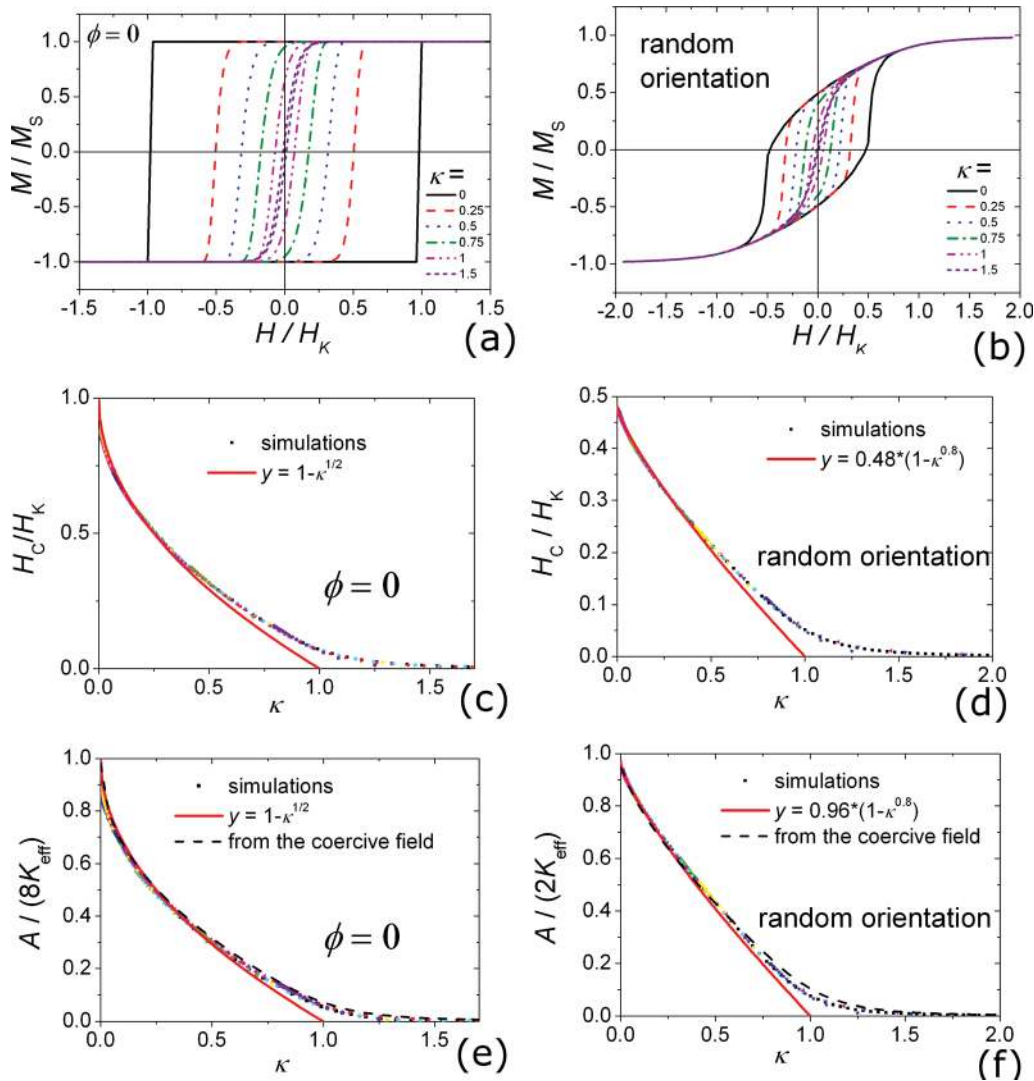 ϕ = 0
M / M_S
1.0
0.5
0.0
-0.5
-1.0
κ =
0
0.25
0.5
0.75
1
1.5
-1.5 -1.0 -0.5 0.0 0.5 1.0 1.5
H / H_K
(a)
random
orientation
M / M_S
1.0
0.5
0.0
-0.5
-1.0
κ =
0
0.25
0.5
0.75
1
1.5
-2.0 -1.5 -1.0 -0.5 0.0 0.5 1.0 1.5 2.0
H / H_K
(b)
H_C/H_K
1.0
0.5
0.0
simulations
y = 1-κ^{1/2}
ϕ = 0
0.0 0.5 1.0 1.5
κ
(c)
H_C / H_K
0.5
0.4
0.3
0.2
0.1
0.0
simulations
y = 0.48*(1-κ^{0.8})
random orientation
0.0 0.5 1.0 1.5 2.0
κ
(d)
A / (8K_eff)
1.0
0.8
0.6
0.4
0.2
0.0
simulations
y = 1-κ^{1/2}
from the coercive field
ϕ = 0
0.0 0.5 1.0 1.5
κ
(e)
A / (2K_eff)
1.0
0.8
0.6
0.4
0.2
0.0
simulations
y = 0.96*(1-κ^{0.8})
from the coercive field
random orientation
0.0 0.5 1.0 1.5 2.0
κ
(f)